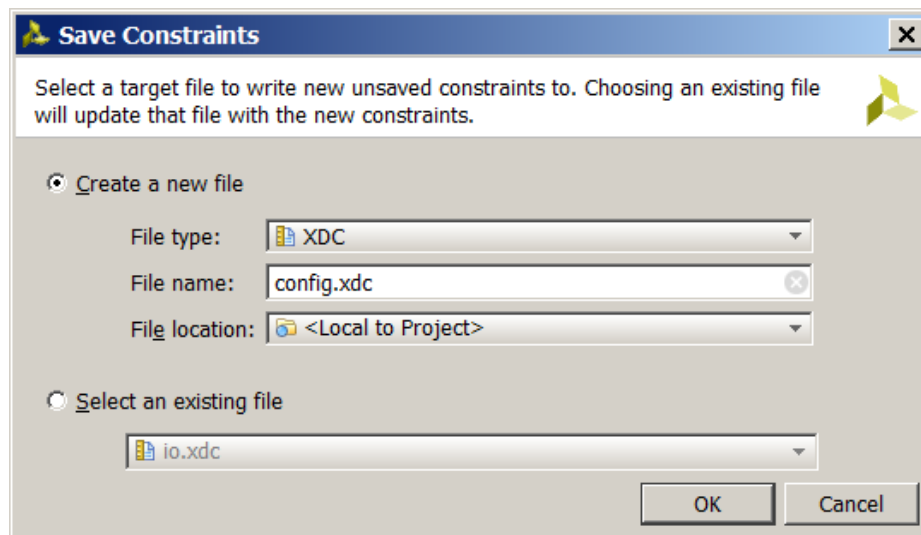 Save Constraints
Select a target file to write new unsaved constraints to. Choosing an existing file
will update that file with the new constraints.
Create a new file
File type: XDC
File name: config.xdc
File location: <Local to Project>
Select an existing file
io.xdc
OK Cancel